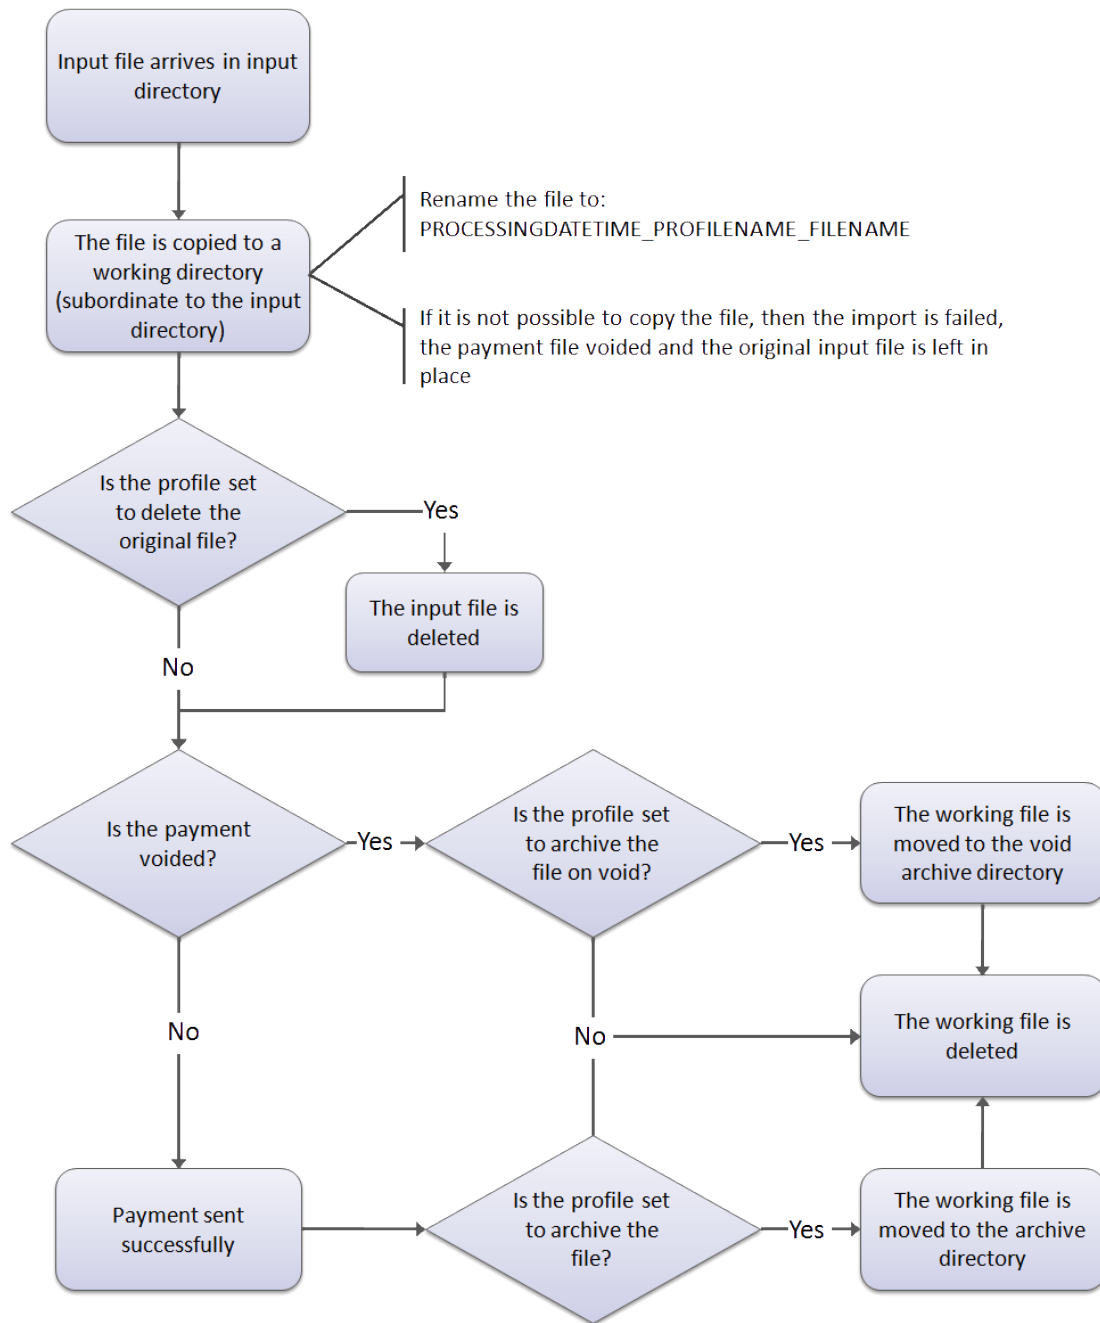 Input file arrives in input
directory
The file is copied to a
working directory
(subordinate to the input
directory)
Rename the file to:
PROCESSINGDATETIME_PROFILENAME_FILENAME
If it is not possible to copy the file, then the import is failed,
the payment file voided and the original input file is left in
place
Is the profile set
to delete the
original file?
Yes
The input file is
deleted
No
Is the payment
voided?
Yes
Is the profile set
to archive the
file on void?
Yes
The working file is
moved to the void
archive directory
No
No
The working file is
deleted
Payment sent
successfully
Is the profile set
to archive the
file?
Yes
The working file is
moved to the archive
directory